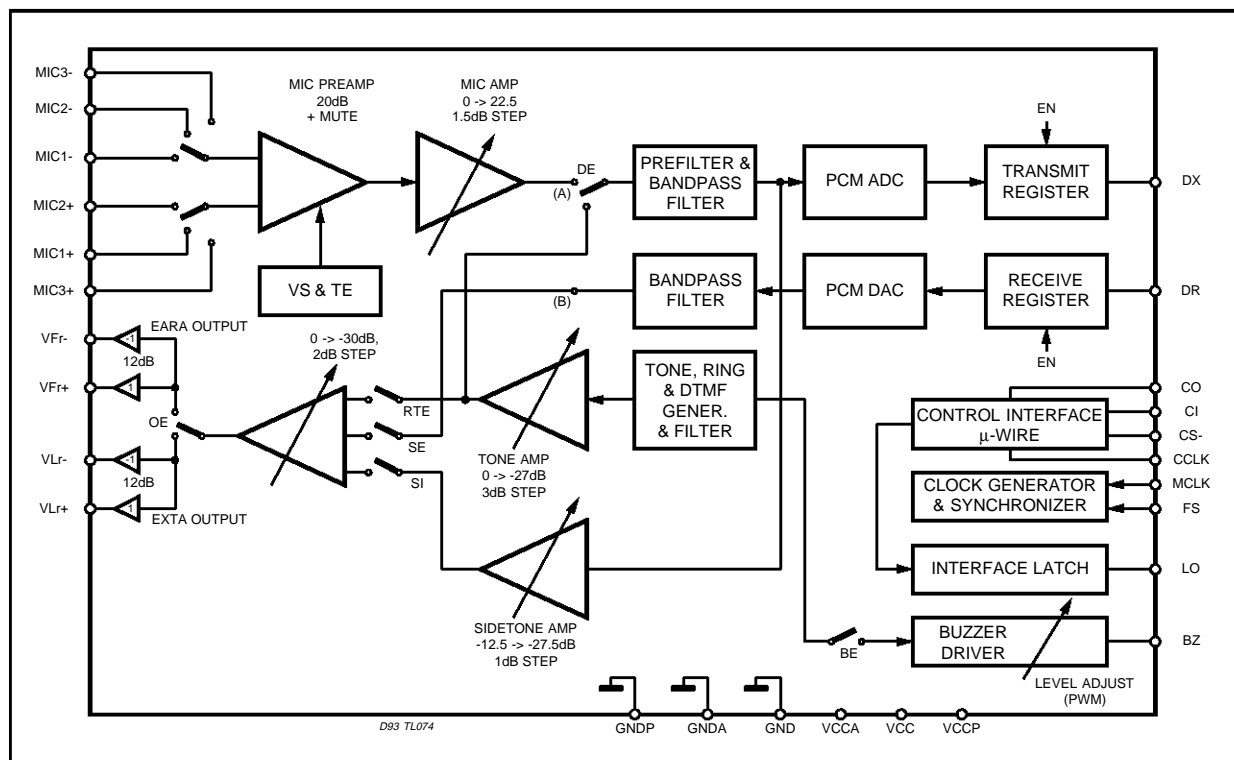 MIC3-
MIC2-
MIC1-
MIC2+
MIC1+
MIC3+
VFr-
VFr+
VLr-
VLr+
MIC PREAMP
20dB
+ MUTE
VS & TE
MIC AMP
0 -> 22.5
1.5dB STEP
DE
(A)
(B)
PREFILTER &
BANDPASS
FILTER
PCM ADC
EN
TRANSMIT
REGISTER
DX
BANDPASS
FILTER
PCM DAC
RECEIVE
REGISTER
EN
DR
EARA OUTPUT
-1
12dB
1
OE
-1
12dB
1
EXTA OUTPUT
0 -> -30dB,
2dB STEP
RTE
SE
SI
TONE AMP
0 -> -27dB
3dB STEP
TONE, RING
& DTMF
GENER.
& FILTER
SIDETONE AMP
-12.5 -> -27.5dB
1dB STEP
CONTROL INTERFACE
µ-WIRE
CO
CI
CS-
CCLK
CLOCK GENERATOR
& SYNCHRONIZER
MCLK
FS
INTERFACE LATCH
LO
BE
BUZZER
DRIVER
BZ
LEVEL ADJUST
(PWM)
D93 TL074
GNDP
GNDA
GND
VCCA
VCC
VCCP